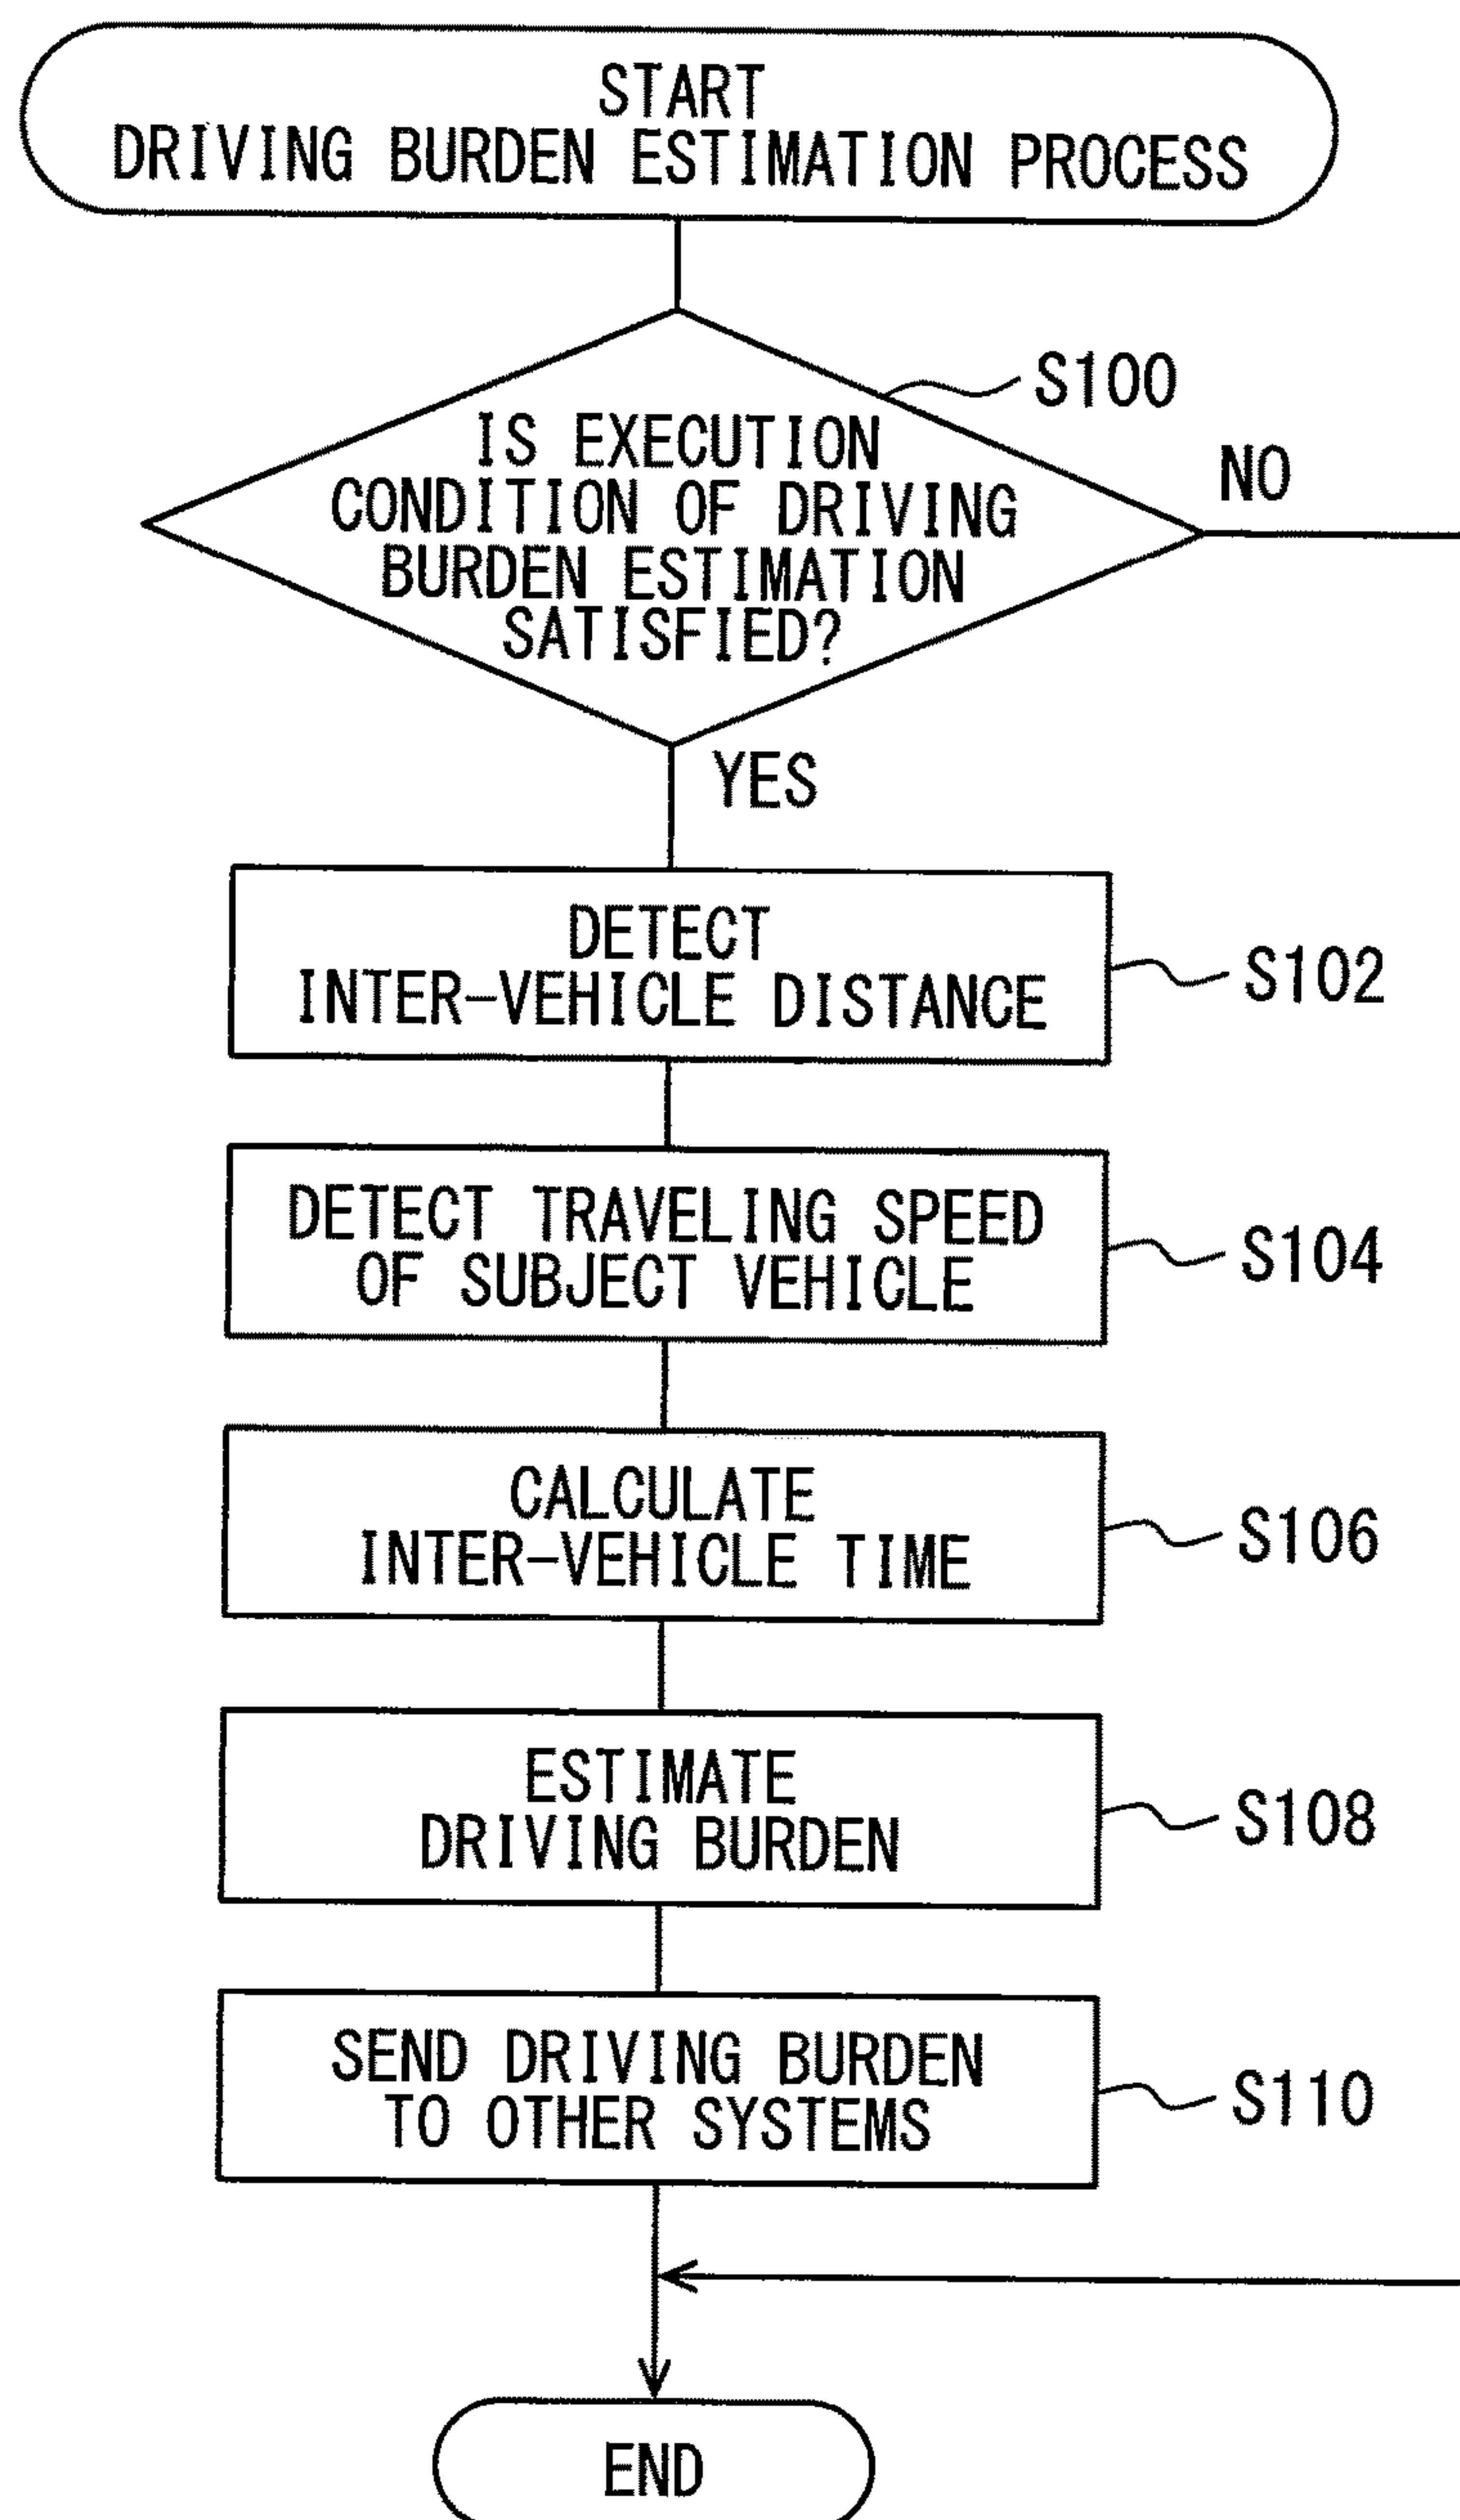 START
DRIVING BURDEN ESTIMATION PROCESS
S100
IS EXECUTION
CONDITION OF DRIVING
BURDEN ESTIMATION
SATISFIED?
NO
YES
DETECT
INTER-VEHICLE DISTANCE
S102
DETECT TRAVELING SPEED
OF SUBJECT VEHICLE
S104
CALCULATE
INTER-VEHICLE TIME
S106
ESTIMATE
DRIVING BURDEN
S108
SEND DRIVING BURDEN
TO OTHER SYSTEMS
S110
END